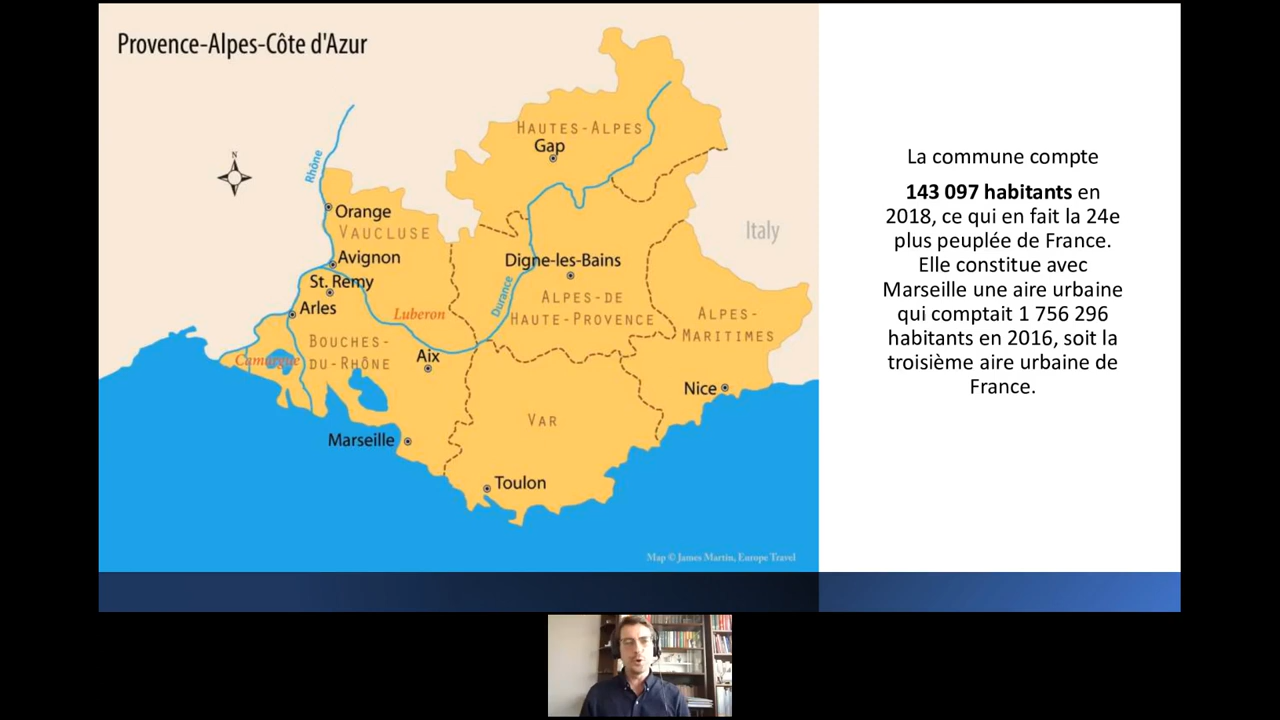 Provence-Alpes-Côte d'Azur
N
Rhône
HAUTES-ALPES
Gap
Orange
VAUCLUSE
Avignon
St. Remy
Arles
Luberon
Durance
Digne-les-Bains
ALPES-DE
HAUTE-PROVENCE
Italy
ALPES-
MARITIMES
Camargue
BOUCHES-
DU-RHÔNE
Aix
Nice
VAR
Marseille
Toulon
Map © James Martin, Europe Travel
La commune compte
143 097 habitants en
2018, ce qui en fait la 24e
plus peuplée de France.
Elle constitue avec
Marseille une aire urbaine
qui comptait 1 756 296
habitants en 2016, soit la
troisième aire urbaine de
France.